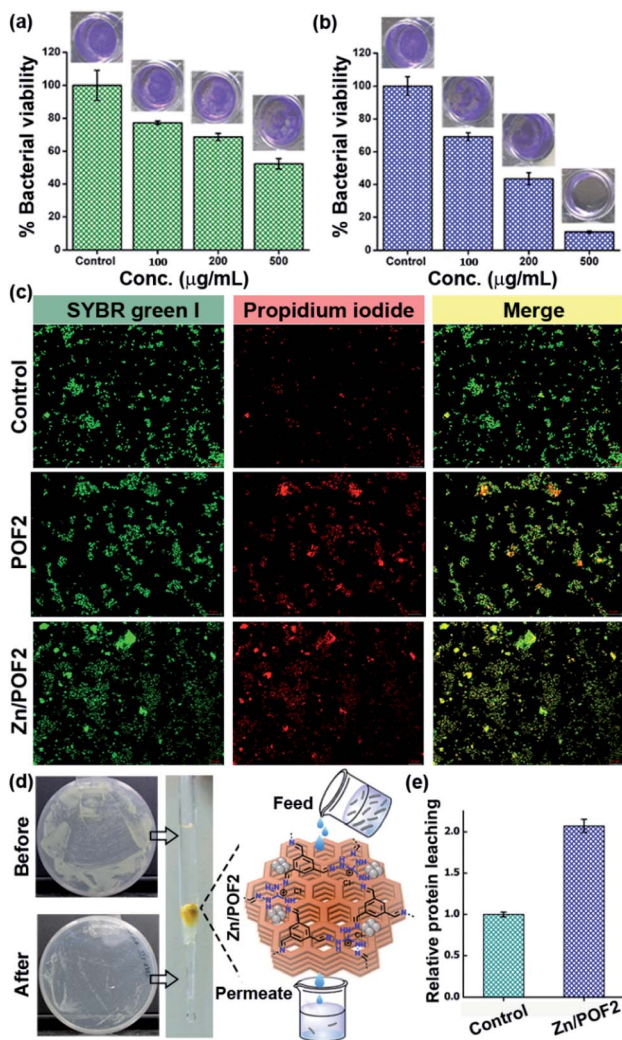 (a)
% Bacterial viability
120
100
80
60
40
20
0
Control
100
200
500
Conc. (μg/mL)
(b)
% Bacterial viability
120
100
80
60
40
20
0
Control
100
200
500
Conc. (μg/mL)
(c)
SYBR green I
Propidium iodide
Merge
Control
POF2
Zn/POF2
(d)
Before
After
Zn/POF2
Feed
Permeate
(e)
Relative protein leaching
2.0
1.5
1.0
0.5
0.0
Control
Zn/POF2